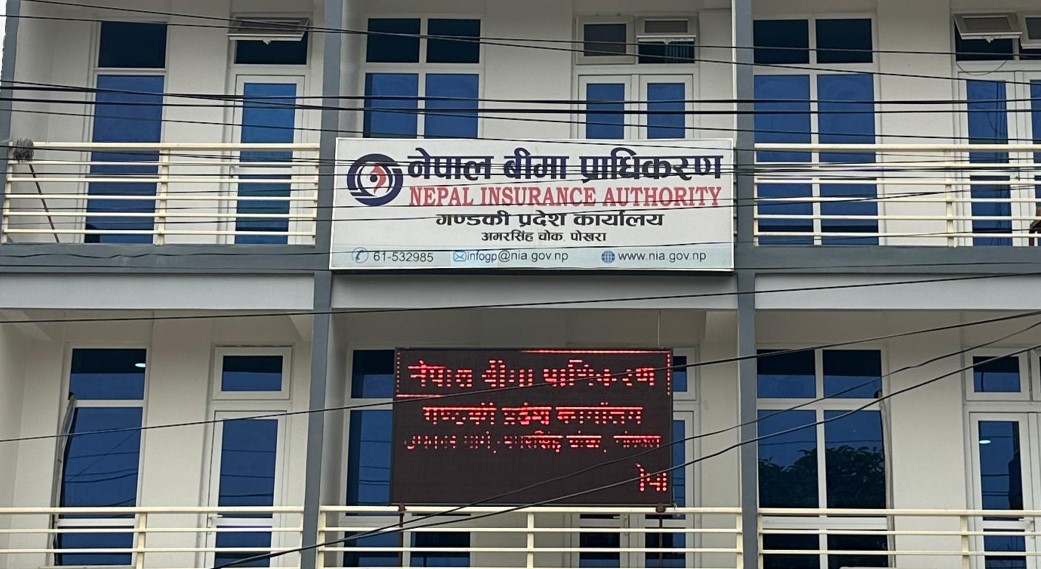 नेपाल बीमा प्राधिकरण
NEPAL INSURANCE AUTHORITY
गण्डकी प्रदेश कार्यालय
अमरसिंह चोक, पोखरा
61-532985 infogp@nia.gov.np www.nia.gov.np
नेपाल बीमा प्राधिकरण
गण्डकी प्रदेश कार्यालय
अमरसिंह चोक,